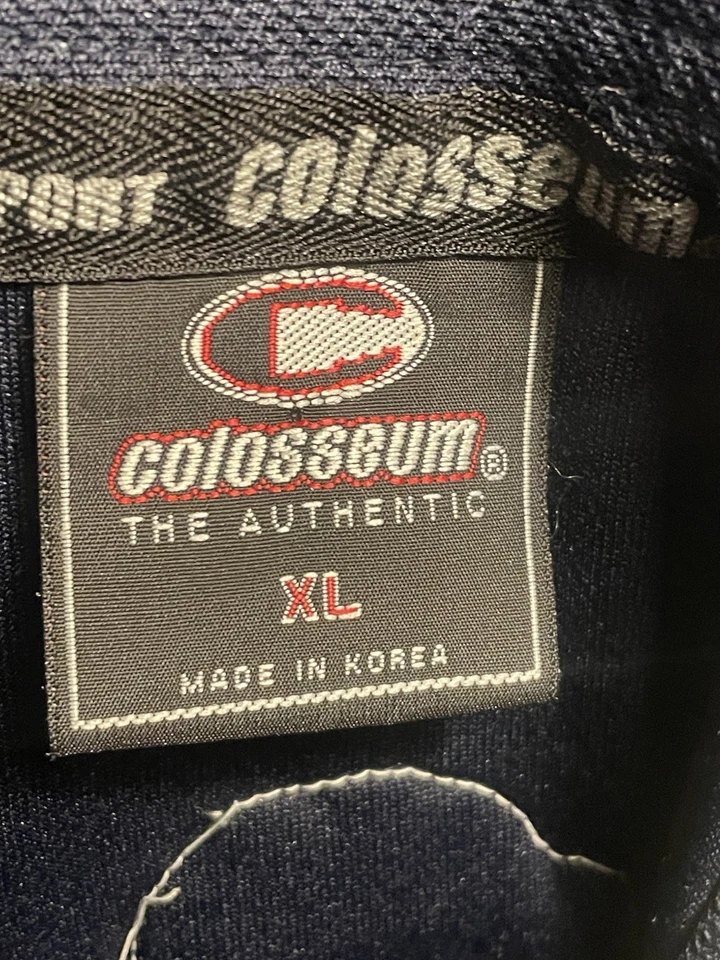 PORT colosseum
colosseum®
THE AUTHENTIC
XL
MADE IN KOREA